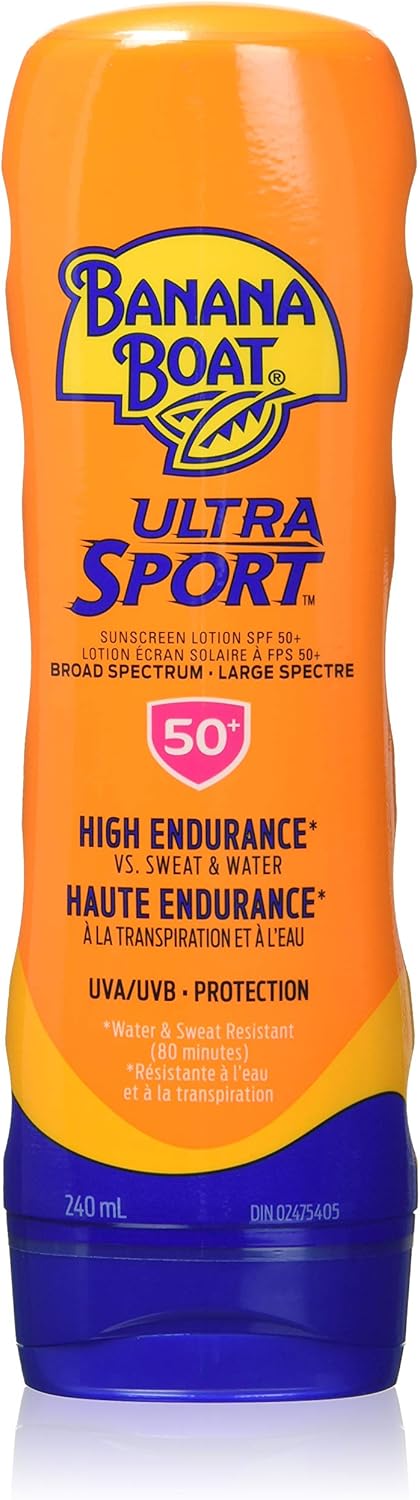 BANANA
BOAT®
ULTRA
SPORT™
SUNSCREEN LOTION SPF 50+
LOTION ÉCRAN SOLAIRE À FPS 50+
BROAD SPECTRUM · LARGE SPECTRE
50+
HIGH ENDURANCE*
VS. SWEAT & WATER
HAUTE ENDURANCE*
À LA TRANSPIRATION ET À L'EAU
UVA/UVB · PROTECTION
*Water & Sweat Resistant
(80 minutes)
*Résistante à l'eau
et à la transpiration
240 mL DIN 02475405